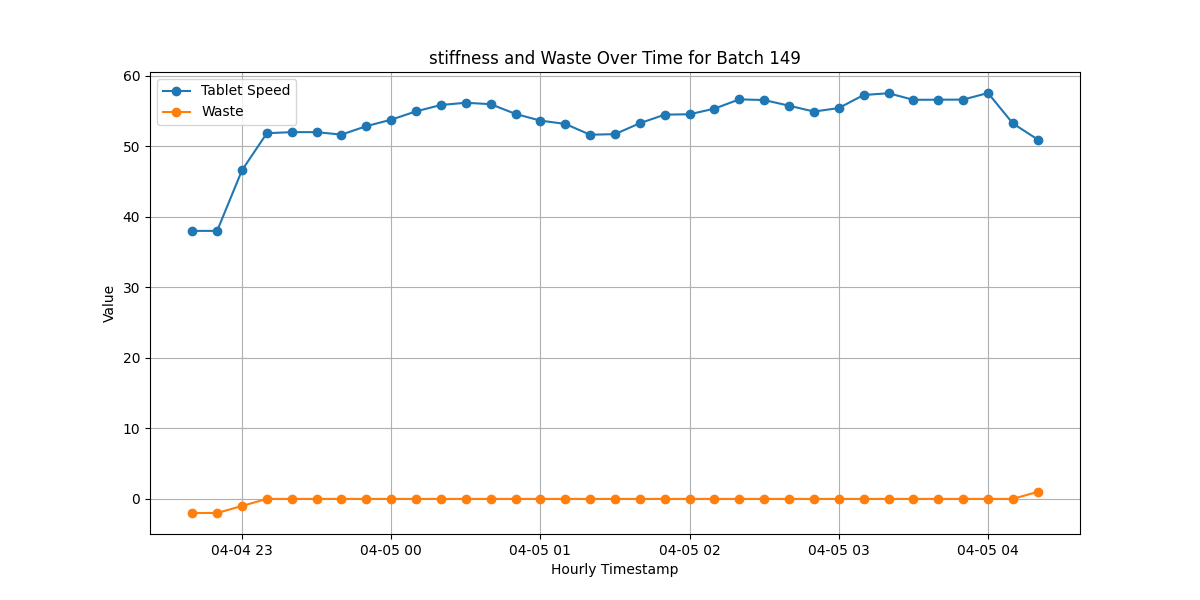 stiffness and Waste Over Time for Batch 149
Tablet Speed
Waste
60
50
40
30
20
10
0
Value
04-04 23 04-05 00 04-05 01 04-05 02 04-05 03 04-05 04
Hourly Timestamp